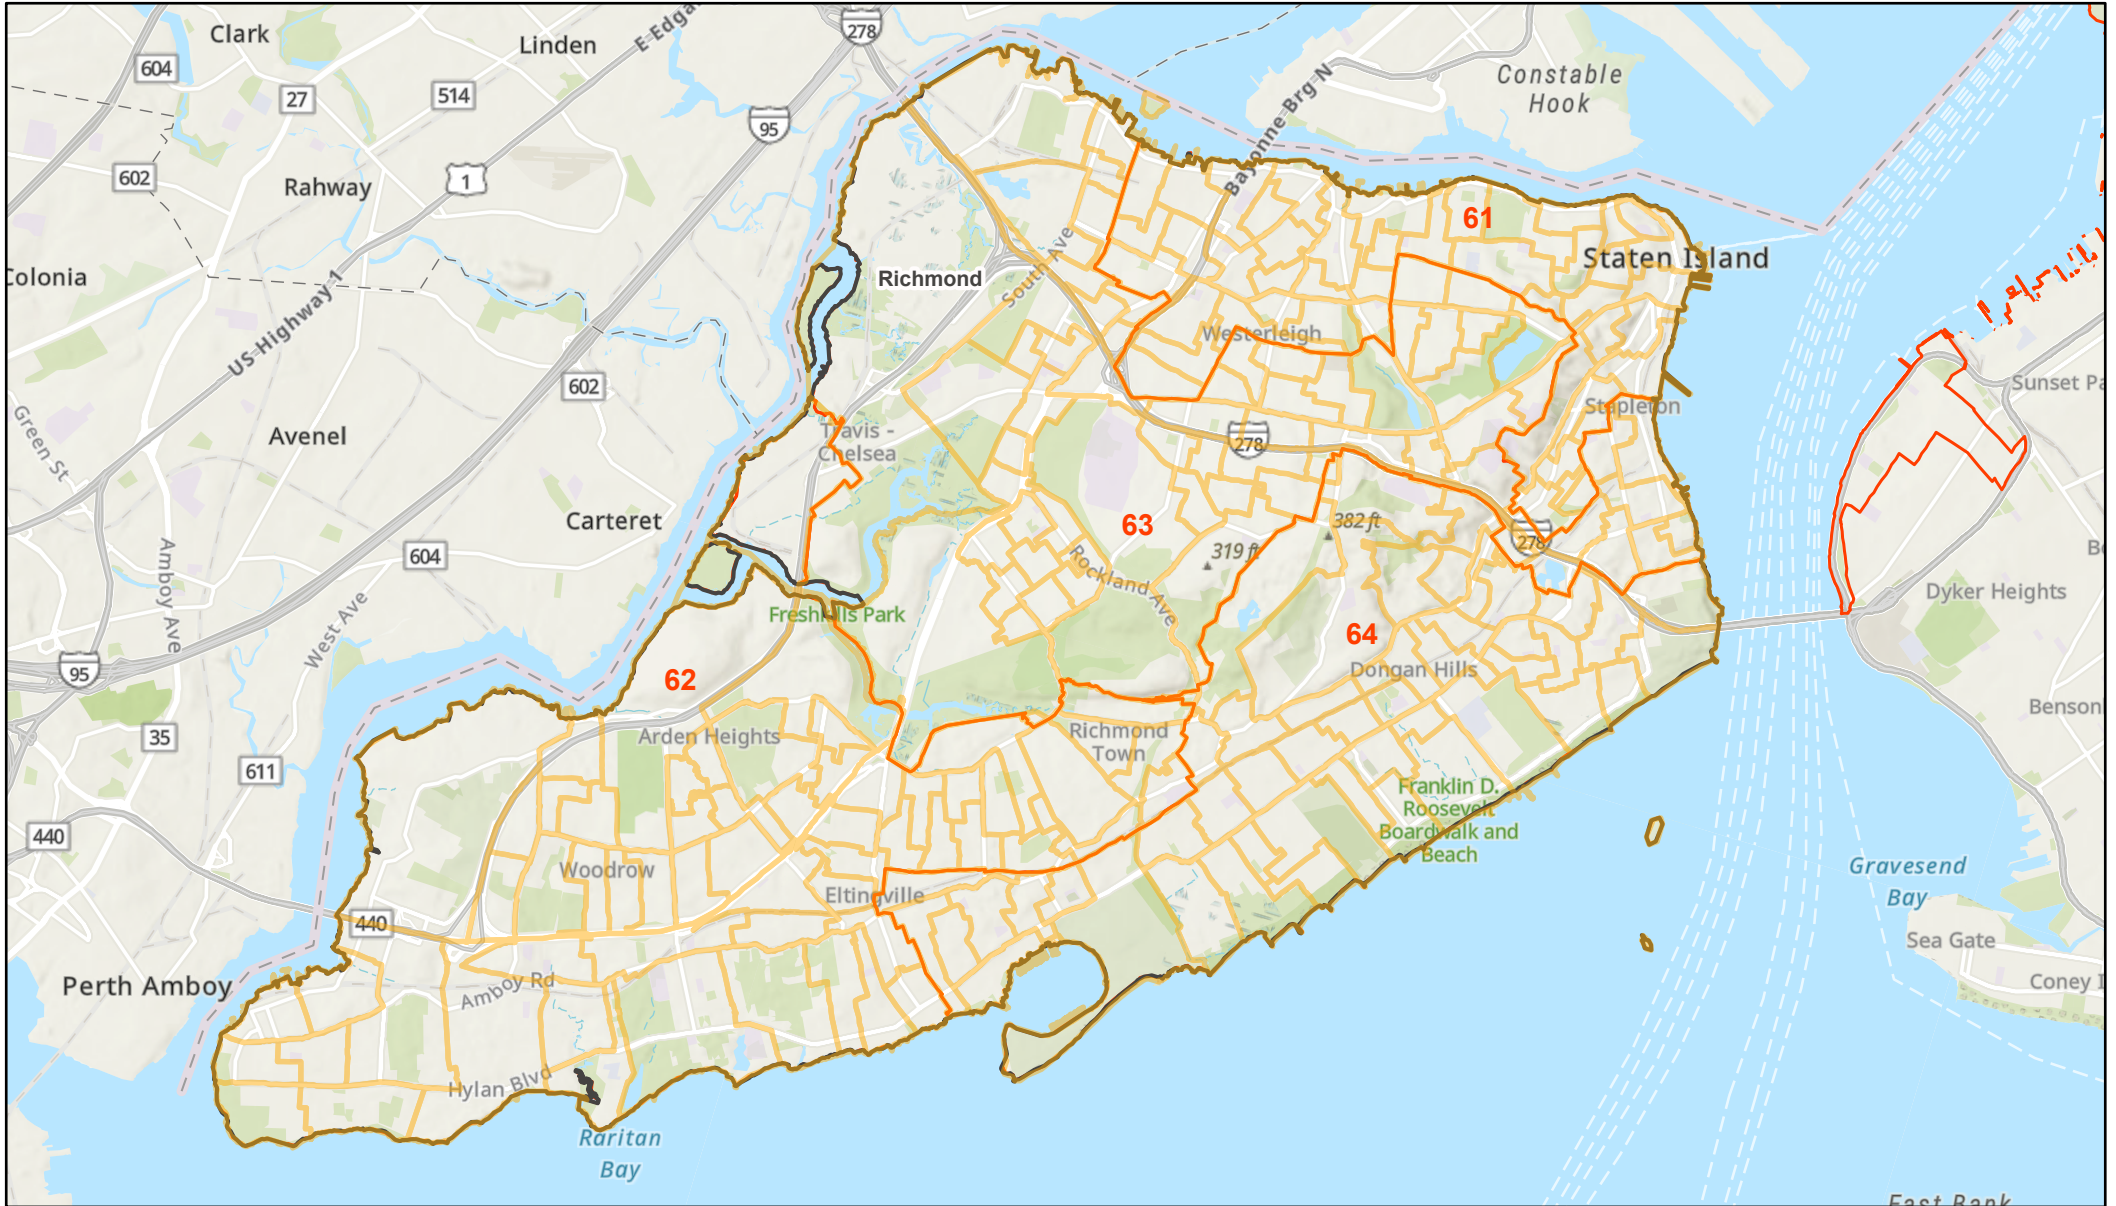 Clark
Linden
E Edgar
278
604
27
514
95
Constable
Hook
Bayonne Brg N
602
Rahway
1
61
Staten Island
Colonia
Richmond
South Ave
US Highway 1
Westerleigh
602
Sunset Pa
Stapleton
Green St
Avenel
Travis -
Chelsea
278
Carteret
63
382 ft
319 ft
278
604
Amboy Ave
Rockland Ave
Dyker Heights
Freshkills Park
West Ave
64
Dongan Hills
95
62
Benson
35
Arden Heights
Richmond
Town
611
Franklin D.
Roosevelt
Boardwalk and
Beach
440
Woodrow
Eltingville
Gravesend
Bay
440
Sea Gate
Perth Amboy
Amboy Rd
Coney I
Hylan Blvd
Raritan
Bay
East Bank